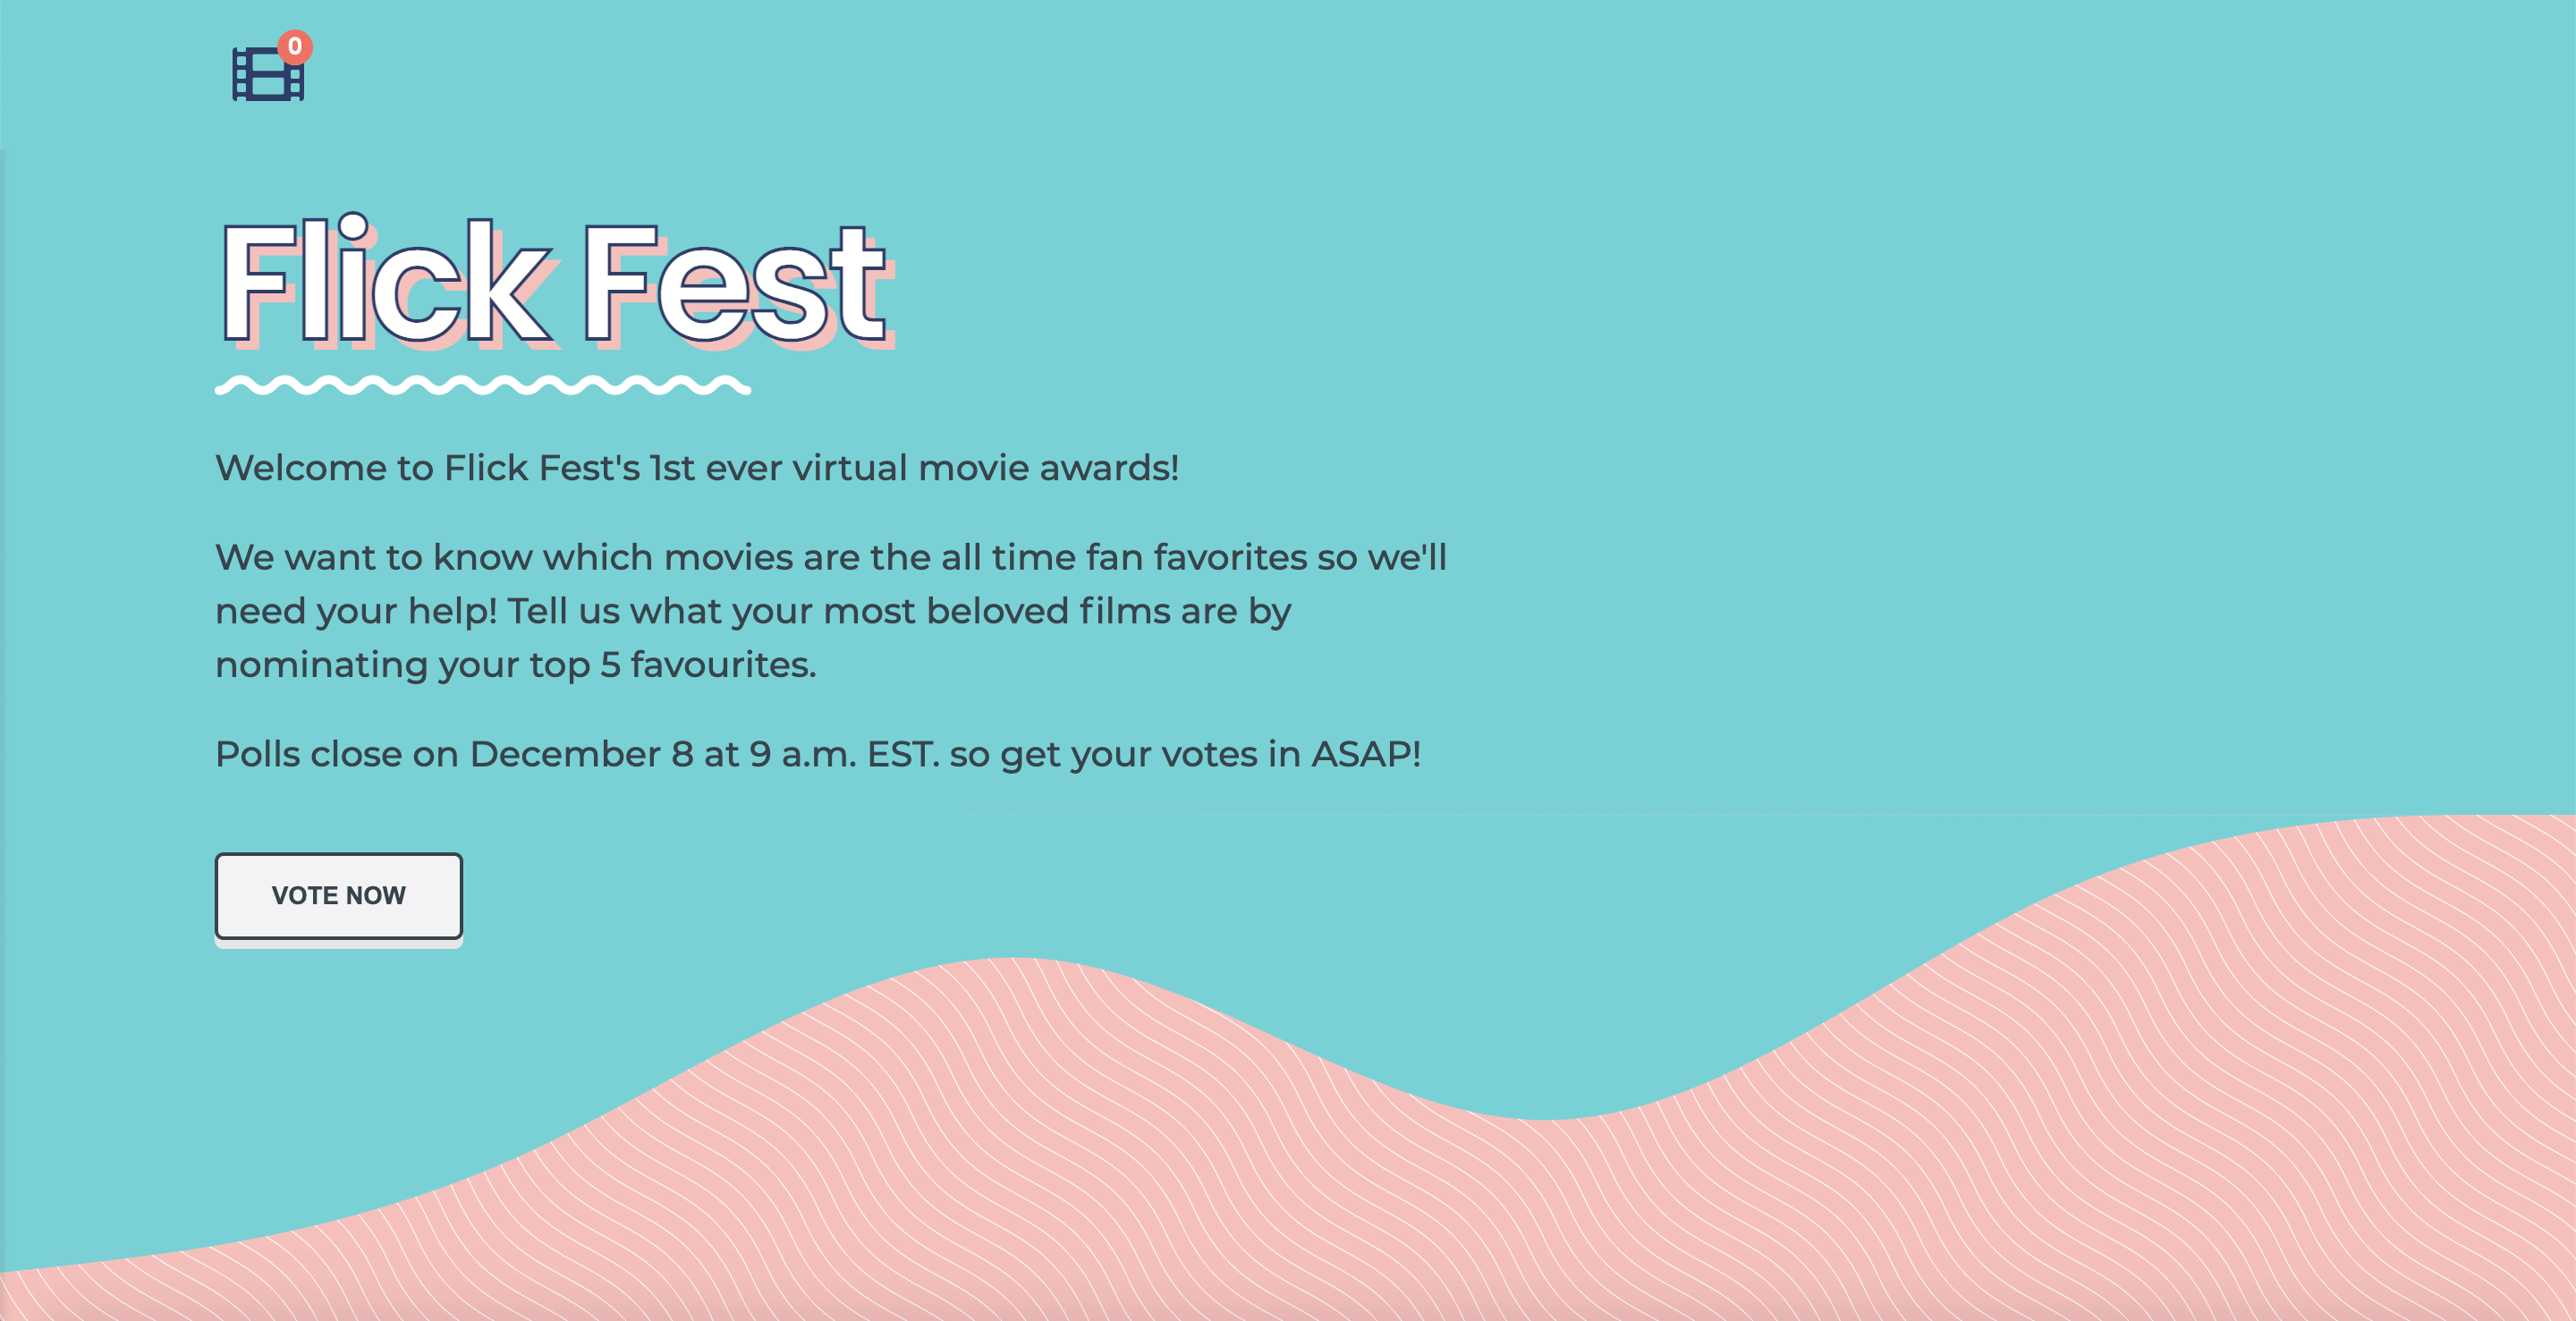 0
Flick Fest
Welcome to Flick Fest's 1st ever virtual movie awards!
We want to know which movies are the all time fan favorites so we'll
need your help! Tell us what your most beloved films are by
nominating your top 5 favourites.
Polls close on December 8 at 9 a.m. EST. so get your votes in ASAP!
VOTE NOW